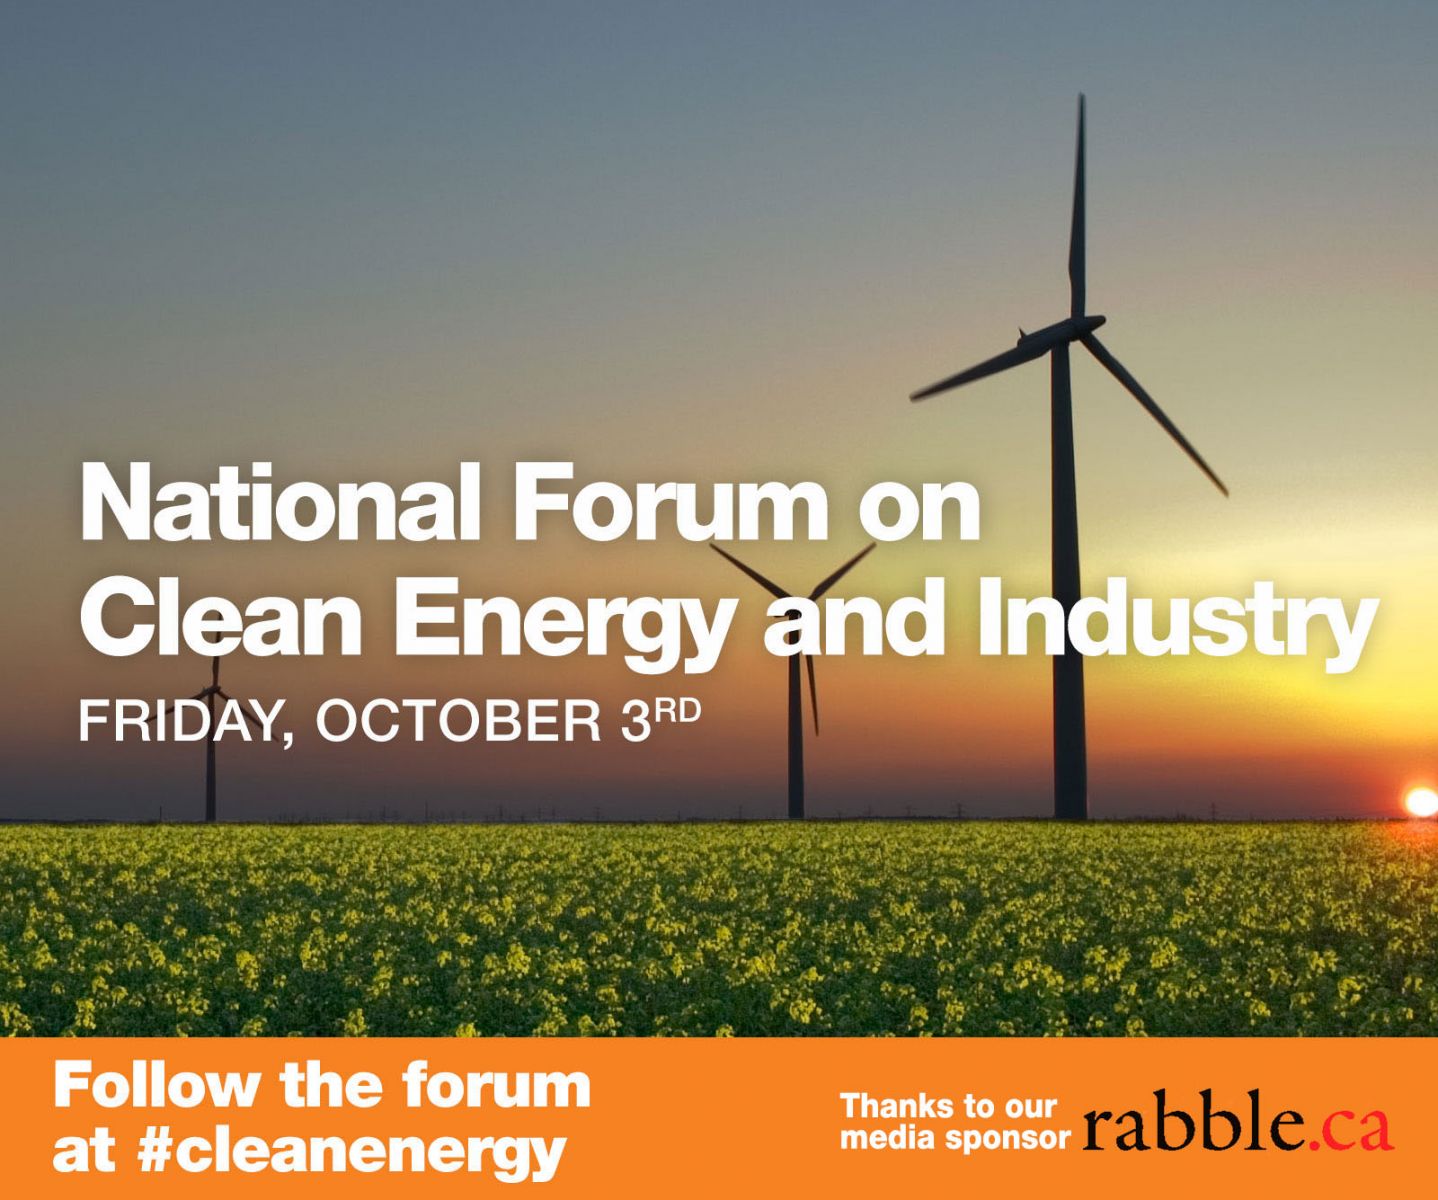 National Forum on
Clean Energy and Industry
FRIDAY, OCTOBER 3RD
Follow the forum
at #cleanenergy
Thanks to our
media sponsor rabble.ca